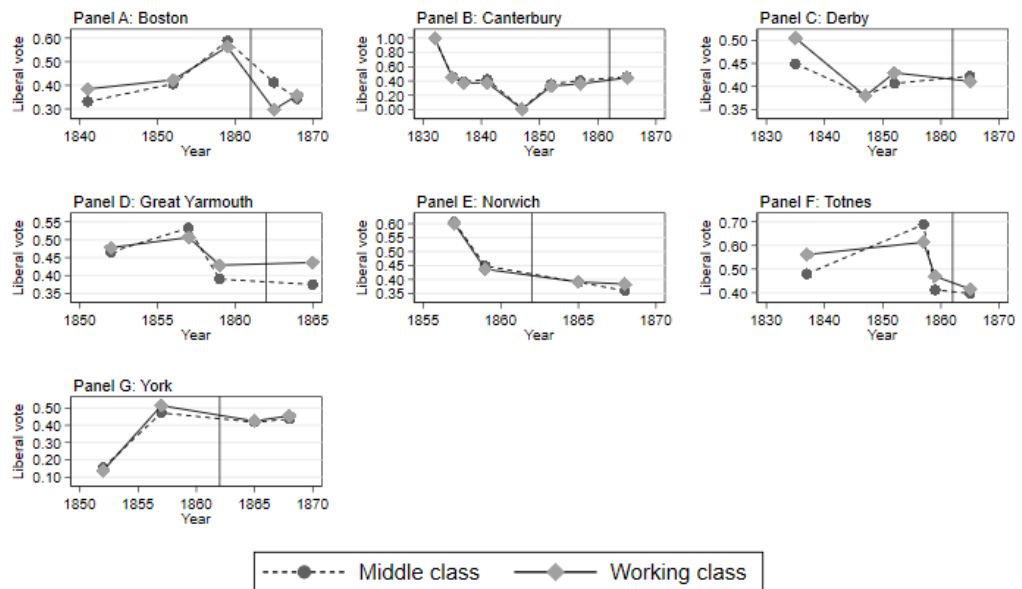 Panel A: Boston
Liberal vote
0.60
0.50
0.40
0.30
1840 1850 1860 1870
Year
Panel B: Canterbury
Liberal vote
1.00
0.80
0.60
0.40
0.20
0.00
1830 1840 1850 1860 1870
Year
Panel C: Derby
Liberal vote
0.50
0.45
0.40
0.35
1830 1840 1850 1860 1870
Year
Panel D: Great Yarmouth
Liberal vote
0.55
0.50
0.45
0.40
0.35
1850 1855 1860 1865
Year
Panel E: Norwich
Liberal vote
0.60
0.55
0.50
0.45
0.40
0.35
1855 1860 1865 1870
Year
Panel F: Totnes
Liberal vote
0.70
0.60
0.50
0.40
1830 1840 1850 1860 1870
Year
Panel G: York
Liberal vote
0.50
0.40
0.30
0.20
0.10
1850 1855 1860 1865 1870
Year
Middle class Working class